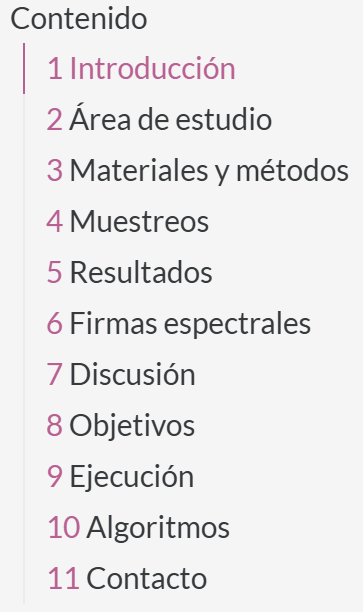 Contenido
1 Introducción
2 Área de estudio
3 Materiales y métodos
4 Muestreos
5 Resultados
6 Firmas espectrales
7 Discusión
8 Objetivos
9 Ejecución
10 Algoritmos
11 Contacto